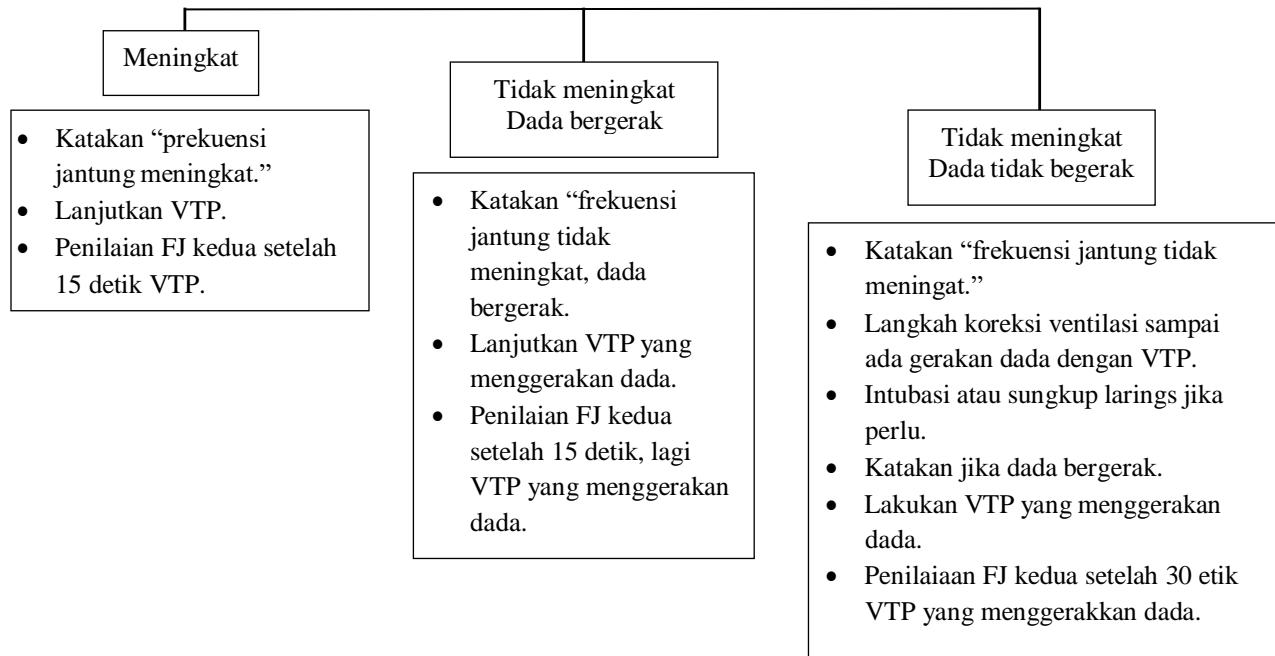 Meningkat
• Katakan “prekuensi
jantung meningkat.”
• Lanjutkan VTP.
• Penilaian FJ kedua setelah
15 detik VTP.
Tidak meningkat
Dada bergerak
• Katakan “frekuensi
jantung tidak
meningkat, dada
bergerak.
• Lanjutkan VTP yang
menggerakan dada.
• Penilaian FJ kedua
setelah 15 detik, lagi
VTP yang menggerakan
dada.
Tidak meningkat
Dada tidak begerak
• Katakan “frekuensi jantung tidak
meningat.”
• Langkah koreksi ventilasi sampai
ada gerakan dada dengan VTP.
• Intubasi atau sungkup larings jika
perlu.
• Katakan jika dada bergerak.
• Lakukan VTP yang menggerakan
dada.
• Penilaiaan FJ kedua setelah 30 etik
VTP yang menggerakkan dada.